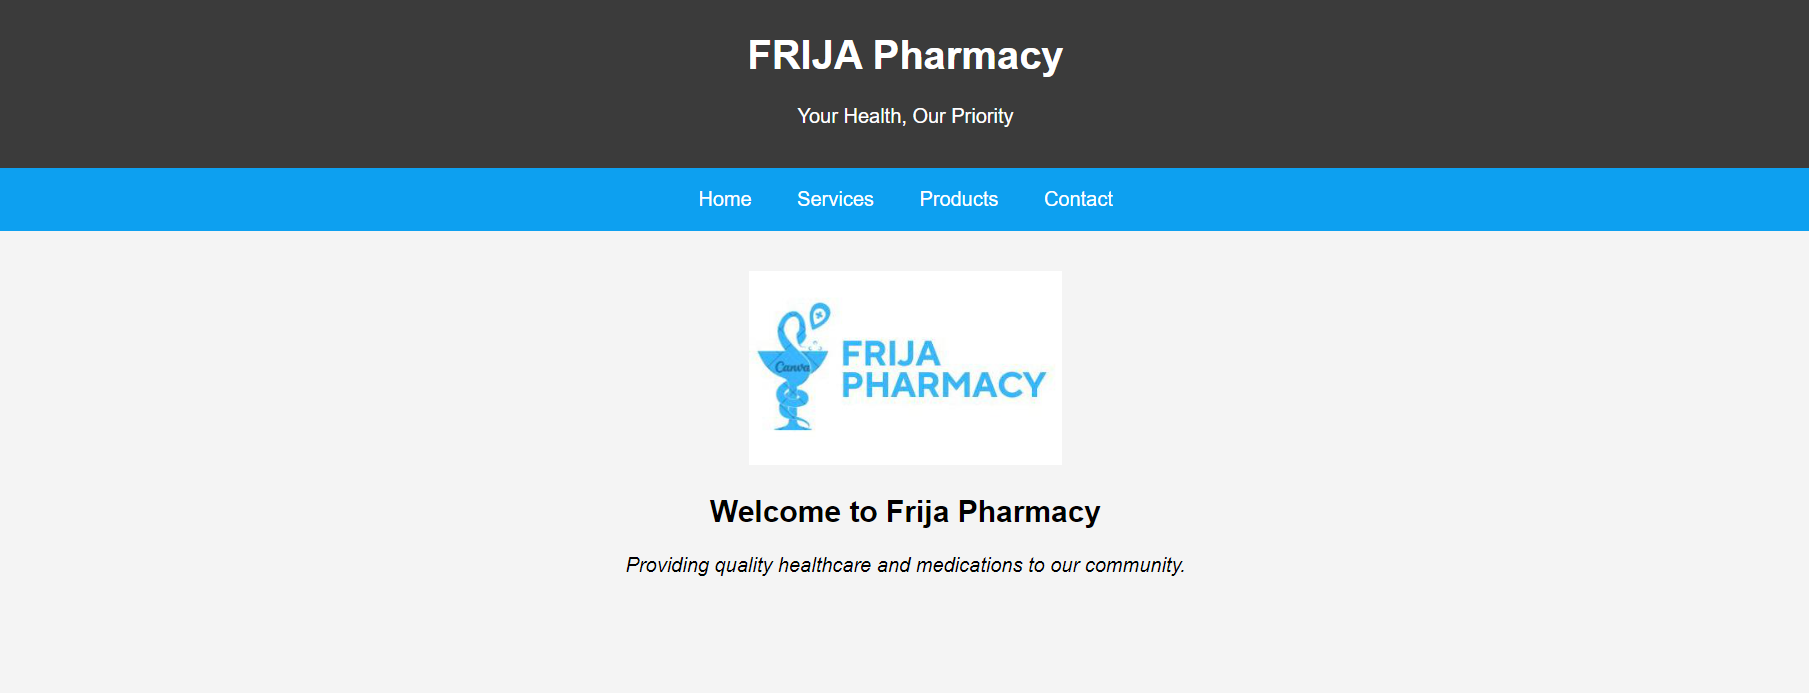 FRIJA Pharmacy
Your Health, Our Priority
Home Services Products Contact
Canva
FRIJA
PHARMACY
Welcome to Frija Pharmacy
Providing quality healthcare and medications to our community.